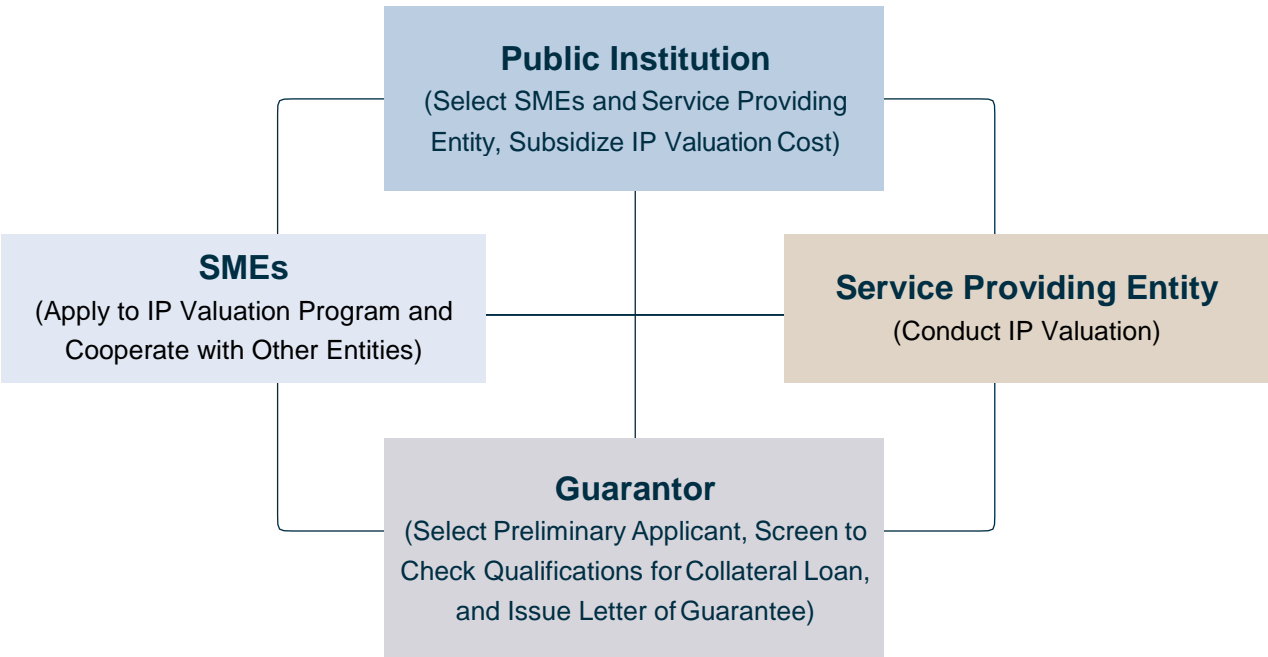 Public Institution
(Select SMEs and Service Providing
Entity, Subsidize IP Valuation Cost)
SMEs
(Apply to IP Valuation Program and
Cooperate with Other Entities)
Service Providing Entity
(Conduct IP Valuation)
Guarantor
(Select Preliminary Applicant, Screen to
Check Qualifications for Collateral Loan,
and Issue Letter of Guarantee)